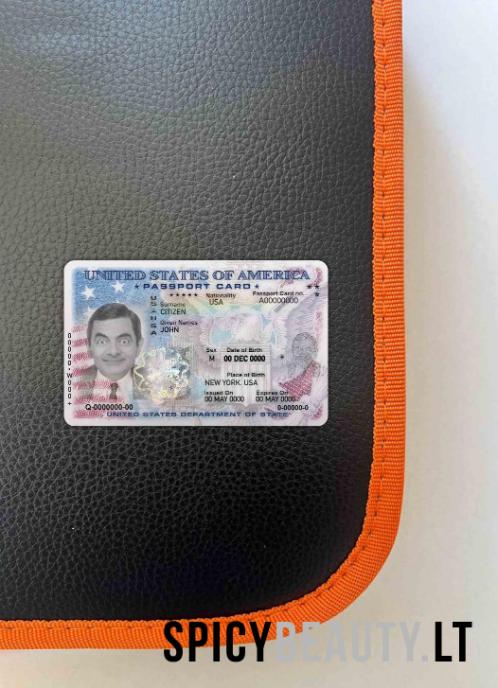 UNITED STATES OF AMERICA
★ PASSPORT CARD ★
USA USA
★★★★★
Nationality
USA
Passport Card no.
A00000000
Surname
CITIZEN
Given Names
JOHN
Sex
M
Date of Birth
00 DEC 0000
Place of Birth
NEW YORK. USA
Issued On
00 MAY 0000
Expires On
00 MAY 0000
Q-0000000-00
0-00000-0
UNITED STATES DEPARTMENT OF STATE
SPICYBEAUTY.LT